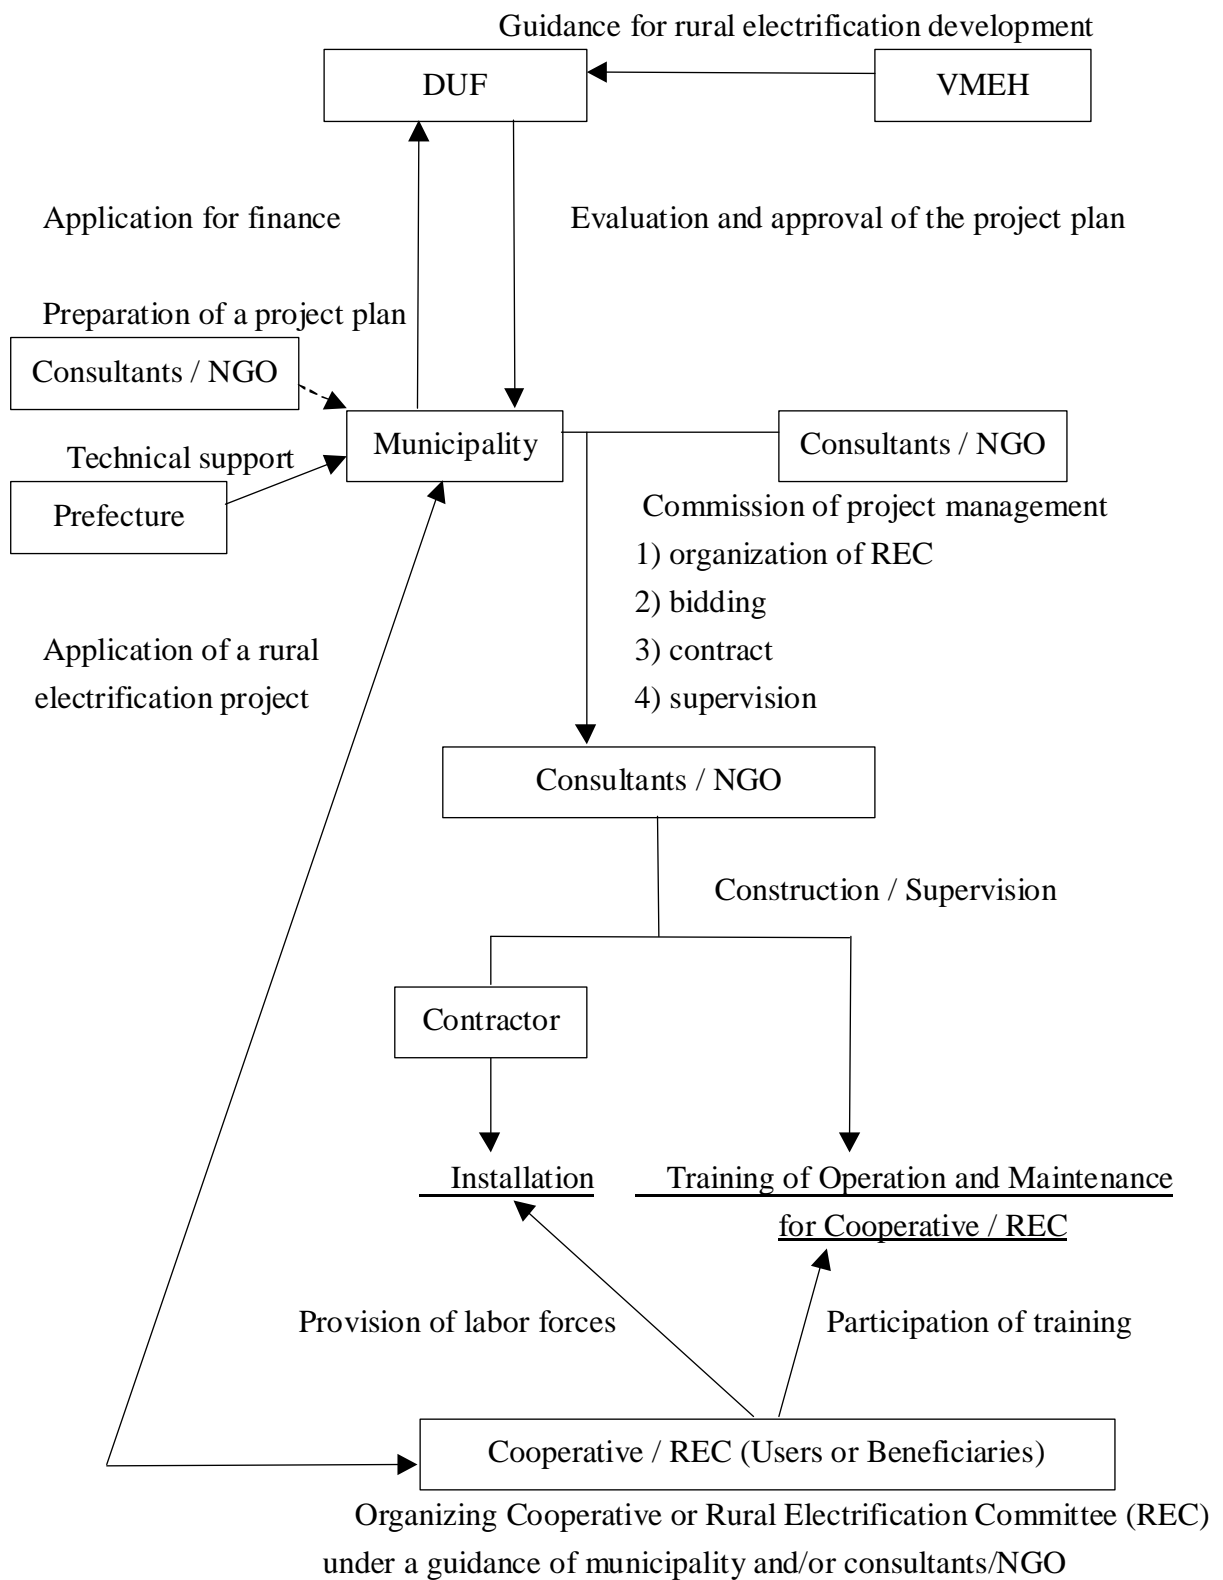 Guidance for rural electrification development
DUF
VMEH
Application for finance
Evaluation and approval of the project plan
Preparation of a project plan
Consultants / NGO
Municipality
Consultants / NGO
Technical support
Prefecture
Commission of project management
1) organization of REC
2) bidding
3) contract
4) supervision
Application of a rural
electrification project
Consultants / NGO
Construction / Supervision
Contractor
Installation
Training of Operation and Maintenance
for Cooperative / REC
Provision of labor forces
Participation of training
Cooperative / REC (Users or Beneficiaries)
Organizing Cooperative or Rural Electrification Committee (REC)
under a guidance of municipality and/or consultants/NGO